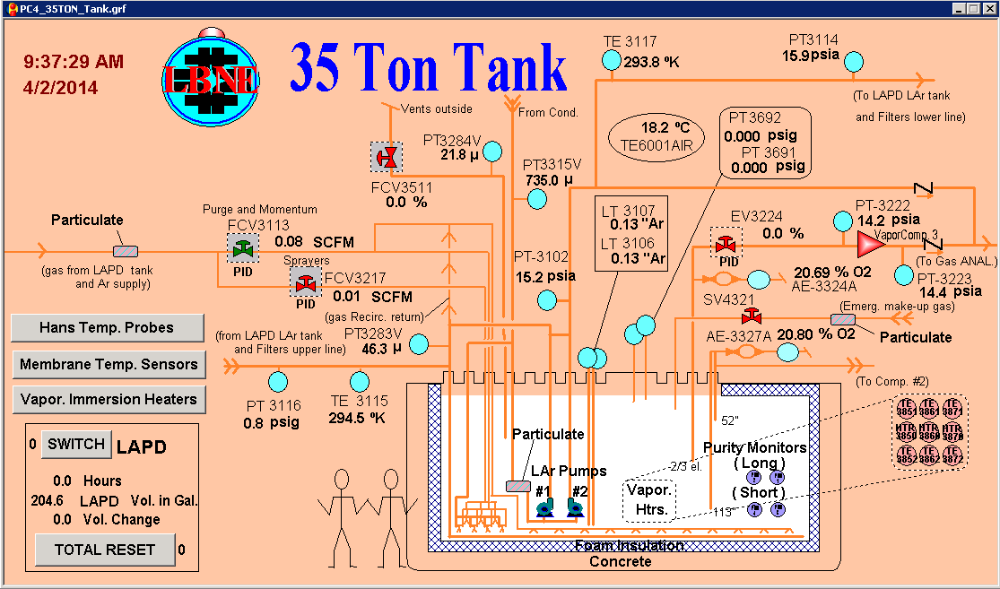 PC4_35TON_Tank.grf
9:37:29 AM
4/2/2014
LBNE
35 Ton Tank
TE 3117
293.8 ºK
PT3114
15.9 psia
(To LAPD LAr tank
and Filters lower line)
Vents outside
From Cond.
PT3284V
21.8 µ
PT3315V
735.0 µ
18.2 ºC
TE6001AIR
PT3692
0.000 psig
PT 3691
0.000 psig
FCV3511
0.0 %
Purge and Momentum
FCV3113
0.08 SCFM
PID
Particulate
(gas from LAPD tank
and Ar supply)
Sprayers
FCV3217
0.01 SCFM
PID
(gas Recirc. return)
PT-3102
15.2 psia
LT 3107
0.13 "Ar
LT 3106
0.13 "Ar
EV3224
0.0 %
PID
PT-3222
14.2 psia
VaporComp_3
(To Gas ANAL.)
PT-3223
14.4 psia
20.69 % O2
AE-3324A
(Emerg. make-up gas)
SV4321
Particulate
AE-3327A
20.80 % O2
(To Comp. #2)
Hans Temp. Probes
Membrane Temp. Sensors
Vapor. Immersion Heaters
(from LAPD LAr tank
and Filters upper line)
PT3283V
46.3 µ
PT 3116
0.8 psig
TE 3115
294.5 ºK
0 SWITCH LAPD
0.0 Hours
204.6 LAPD Vol. in Gal.
0.0 Vol. Change
TOTAL RESET 0
Particulate
LAr Pumps
#1 #2
52"
2/3 el.
113"
Purity Monitors
( Long )
( Short )
Vapor.
Htrs.
TE 3851
TE 3861
TE 3871
HTR 3850
HTR 3860
HTR 3870
TE 3852
TE 3862
TE 3872
Foam Insulation
Concrete